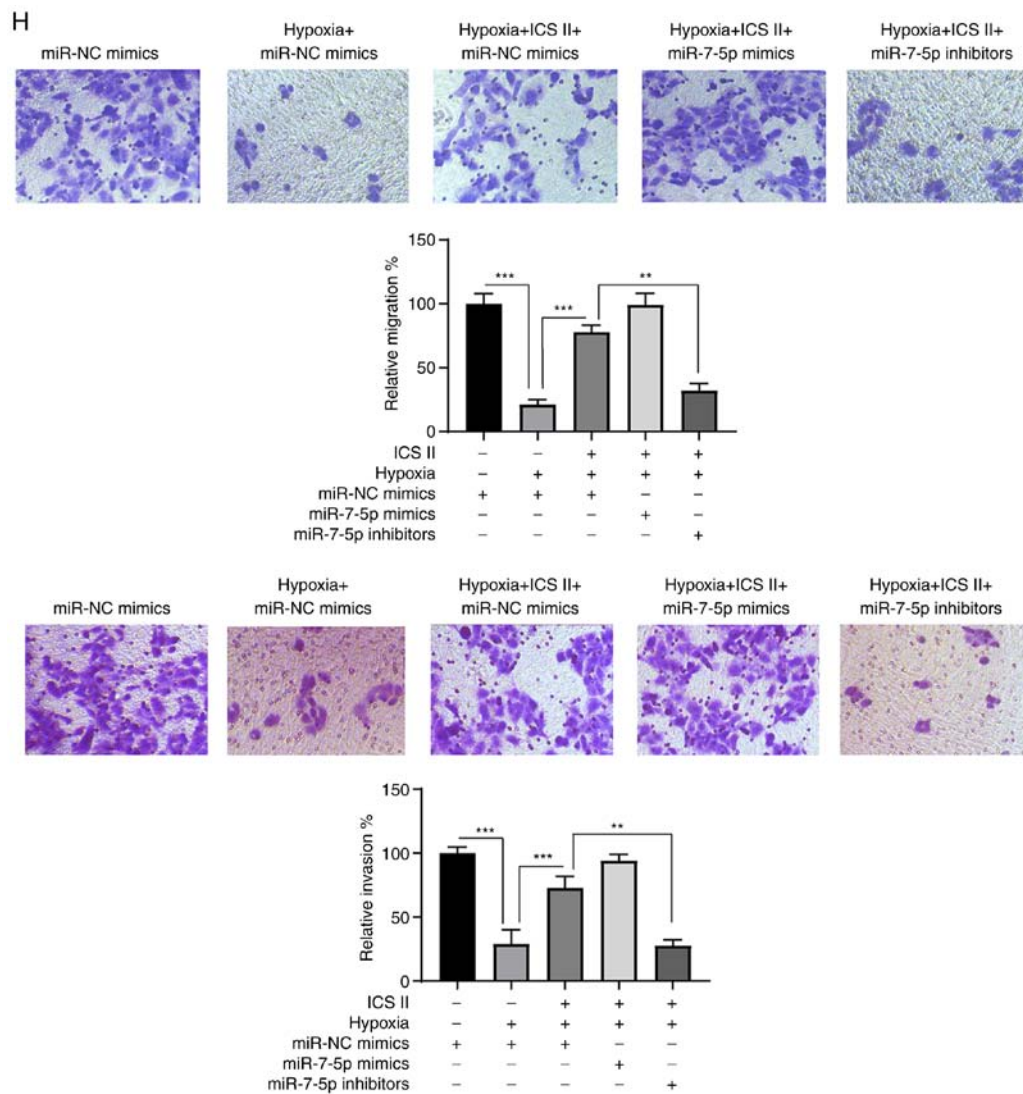 H
miR-NC mimics
Hypoxia+
miR-NC mimics
Hypoxia+ICS II+
miR-NC mimics
Hypoxia+ICS II+
miR-7-5p mimics
Hypoxia+ICS II+
miR-7-5p inhibitors
Relative migration %
150
100
50
0
***
***
**
ICS II – – + + +
Hypoxia – + + + +
miR-NC mimics + + + – –
miR-7-5p mimics – – – + –
miR-7-5p inhibitors – – – – +
miR-NC mimics
Hypoxia+
miR-NC mimics
Hypoxia+ICS II+
miR-NC mimics
Hypoxia+ICS II+
miR-7-5p mimics
Hypoxia+ICS II+
miR-7-5p inhibitors
Relative invasion %
150
100
50
0
***
***
**
ICS II – – + + +
Hypoxia – + + + +
miR-NC mimics + + + – –
miR-7-5p mimics – – – + –
miR-7-5p inhibitors – – – – +